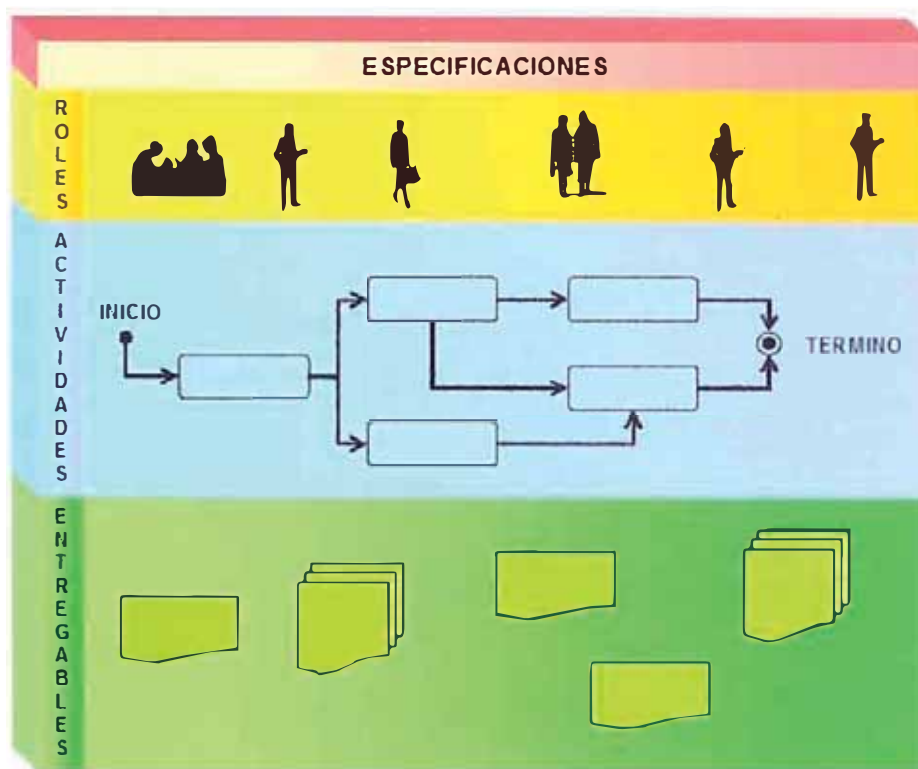 ESPECIFICACIONES
ROLES
ACTIVIDADES
INICIO
TERMINO
ENTREGABLES